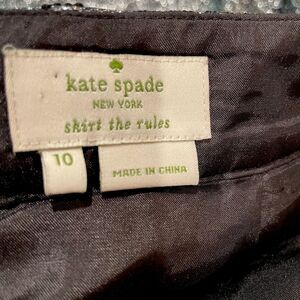 kate spade
NEW YORK
skirt the rules
10
MADE IN CHINA